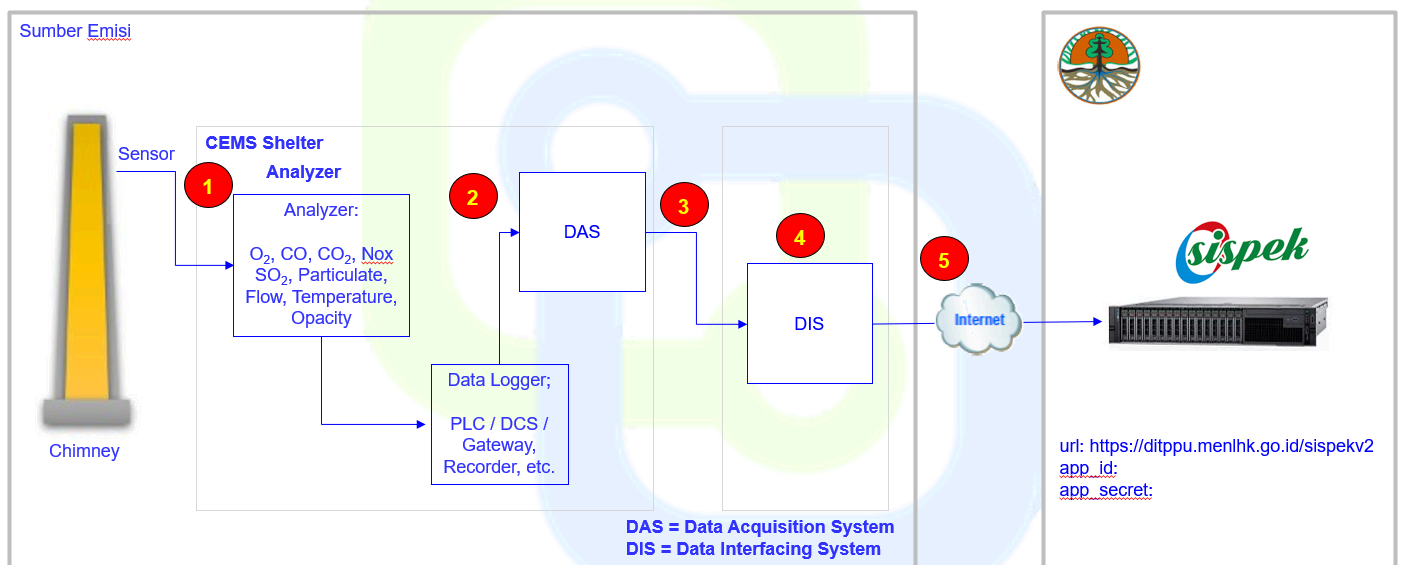 Sumber Emisi
Sensor
Chimney
CEMS Shelter
Analyzer
1
Analyzer:
O2, CO, CO2, Nox
SO2, Particulate,
Flow, Temperature,
Opacity
Data Logger;
PLC / DCS /
Gateway,
Recorder, etc.
2
DAS
3
4
DIS
5
Internet
DAS = Data Acquisition System
DIS = Data Interfacing System
sispek
url: https://ditppu.menlhk.go.id/sispekv2
app_id:
app_secret: